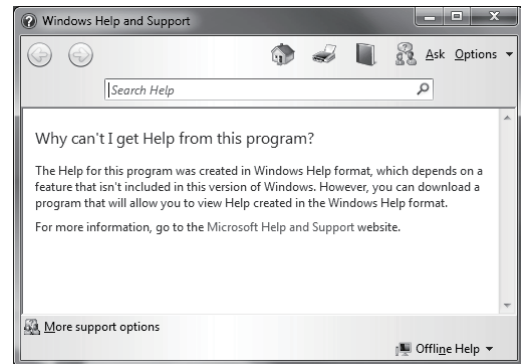 Windows Help and Support
Ask Options
Search Help
Why can't I get Help from this program?
The Help for this program was created in Windows Help format, which depends on a
feature that isn't included in this version of Windows. However, you can download a
program that will allow you to view Help created in the Windows Help format.
For more information, go to the Microsoft Help and Support website.
More support options
Offline Help